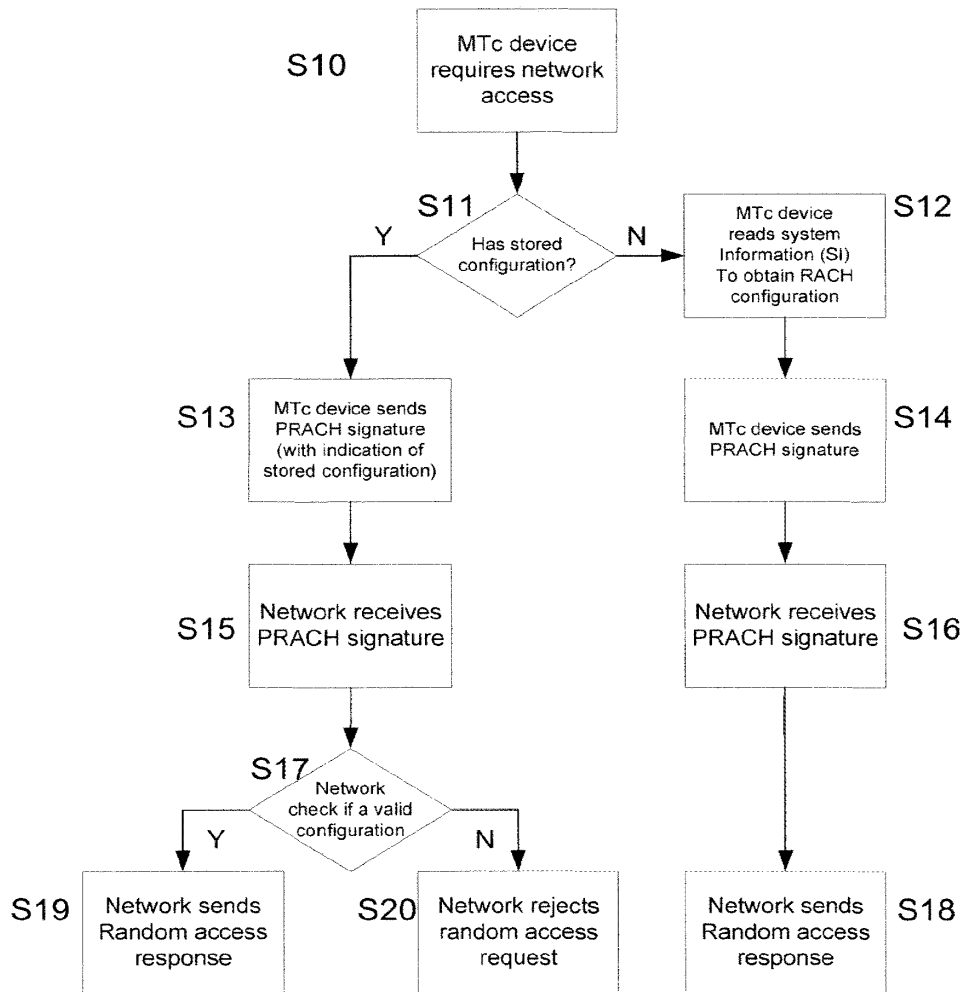 S10
MTc device
requires network
access
S11
Y
N
Has stored
configuration?
S12
MTc device
reads system
Information (SI)
To obtain RACH
configuration
S13
MTc device sends
PRACH signature
(with indication of
stored configuration)
S14
MTc device sends
PRACH signature
S15
Network receives
PRACH signature
S16
Network receives
PRACH signature
S17
Network
check if a valid
configuration
Y
N
S19
Network sends
Random access
response
S20
Network rejects
random access
request
S18
Network sends
Random access
response